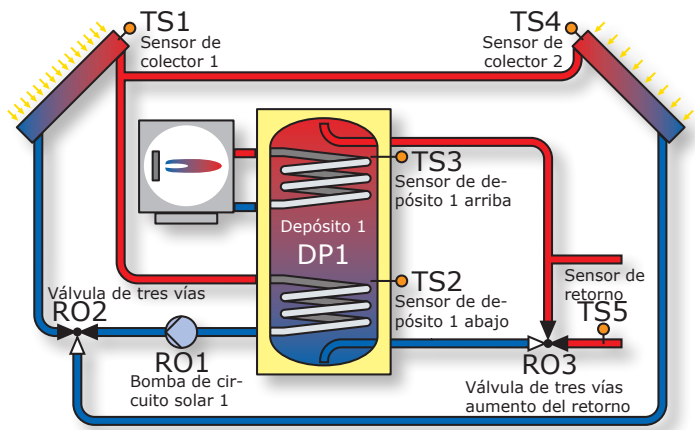 TS1
Sensor de
colector 1
TS4
Sensor de
colector 2
TS3
Sensor de de-
pósito 1 arriba
Depósito 1
DP1
TS2
Sensor de de-
pósito 1 abajo
Sensor de
retorno
TS5
Válvula de tres vías
RO2
RO1
Bomba de cir-
cuito solar 1
RO3
Válvula de tres vías
aumento del retorno